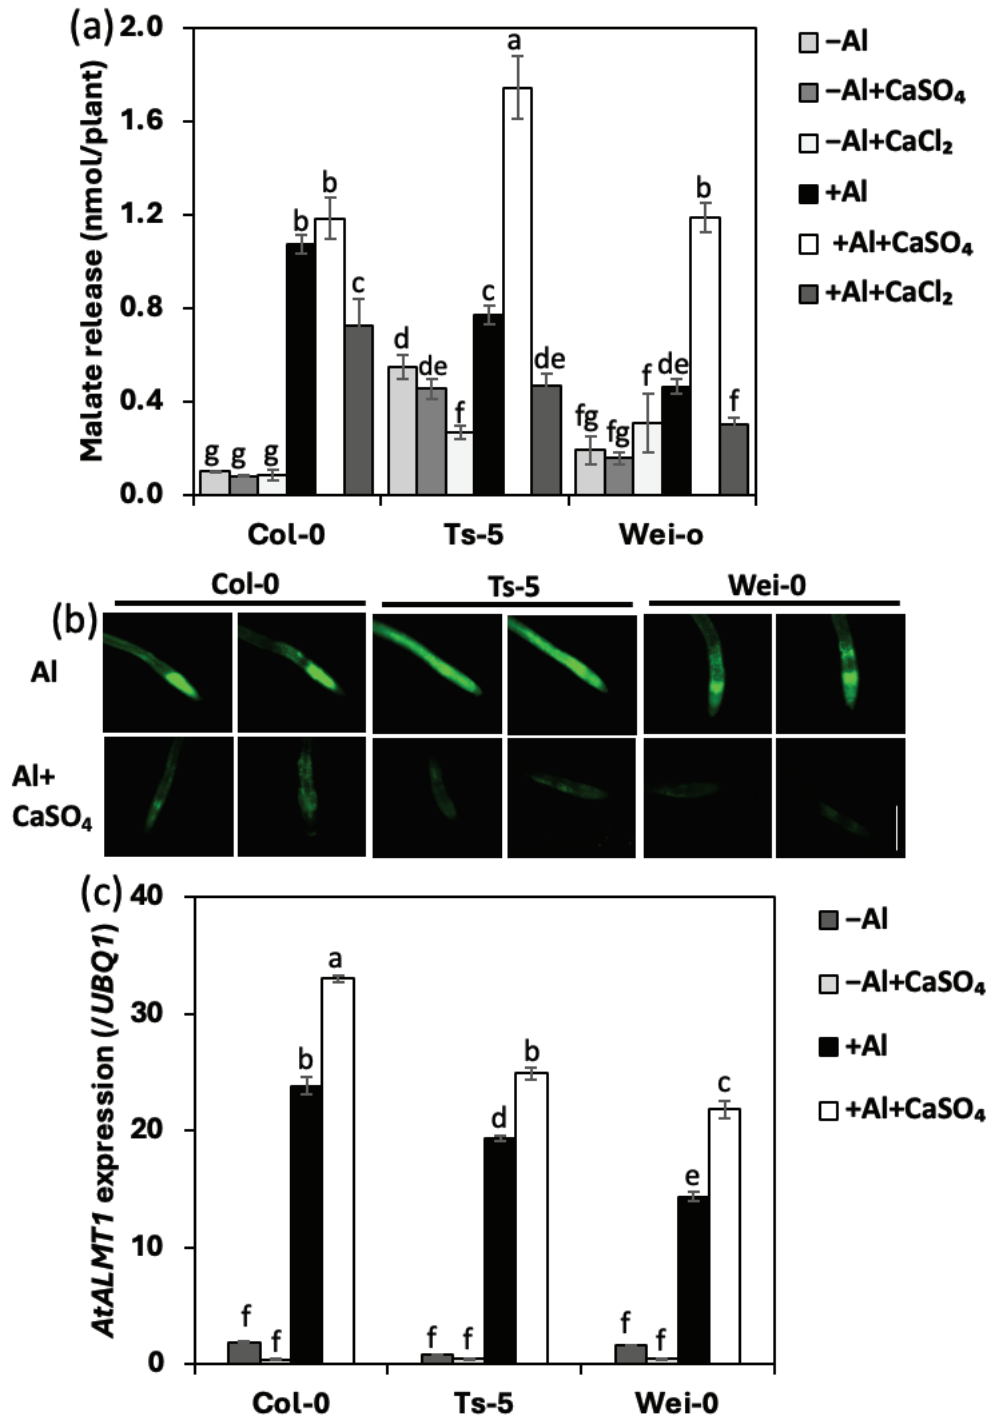 (a)
Malate release (nmol/plant)
2.0
1.6
1.2
0.8
0.4
0.0
g g g b b c
d de f c a de
fg fg f de b f
Col-0 Ts-5 Wei-o
–Al
–Al+CaSO₄
–Al+CaCl₂
+Al
+Al+CaSO₄
+Al+CaCl₂
(b)
Col-0 Ts-5 Wei-0
Al
Al+
CaSO₄
(c)
AtALMT1 expression (/UBQ1)
40
30
20
10
0
f f b a
f f d b
f f e c
Col-0 Ts-5 Wei-0
–Al
–Al+CaSO₄
+Al
+Al+CaSO₄